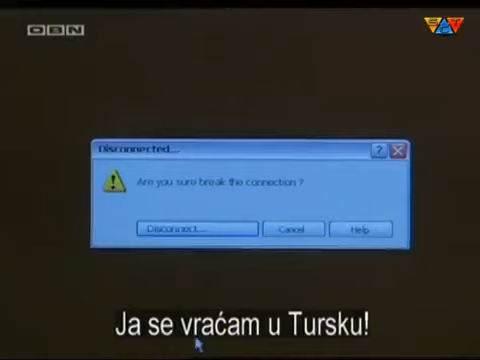 OBN
Disconnected...
Are you sure break the connection ?
Disconnect... Cancel Help
Ja se vraćam u Tursku!